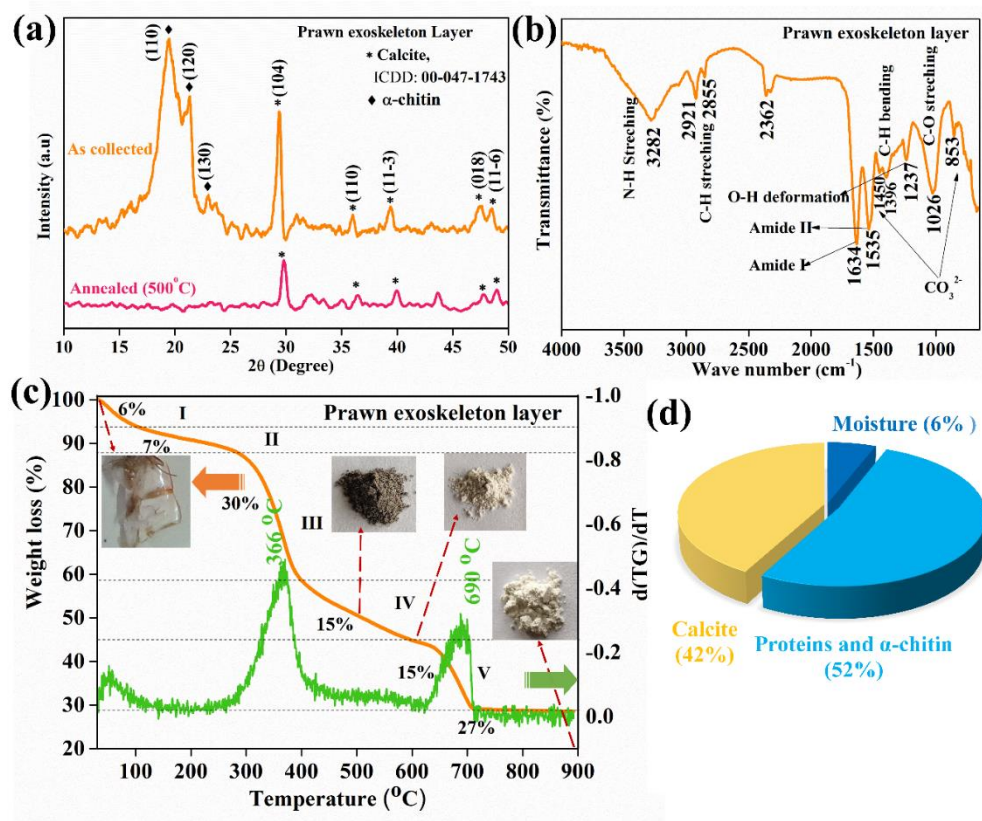 (a)
Prawn exoskeleton Layer
* Calcite,
ICDD: 00-047-1743
♦ α-chitin
(110)
♦
♦ (120)
♦ (130)
* (104)
* (110)
* (11-3)
* (018)
* (11-6)
As collected
Annealed (500°C)
*
*
*
*
*
Intensity (a.u)
10 15 20 25 30 35 40 45 50
2θ (Degree)
(b)
Prawn exoskeleton layer
Transmittance (%)
N-H Streching
3282
2921
C-H streching
2855
2362
O-H deformation
Amide II
Amide I
1634
1535
1450
1396
C-H bending
1237
C-O streching
1026
853
CO₃²⁻
4000 3500 3000 2500 2000 1500 1000
Wave number (cm⁻¹)
(c)
Prawn exoskeleton layer
Weight loss (%)
100
90
80
70
60
50
40
30
20
6% I
7% II
30%
III
366 °C
IV
15%
690 °C
15%
V
27%
-1.0
-0.8
-0.6
-0.4
-0.2
0.0
d(TG)/dT
100 200 300 400 500 600 700 800 900
Temperature (°C)
(d)
Moisture (6% )
Calcite
(42%)
Proteins and α-chitin
(52%)